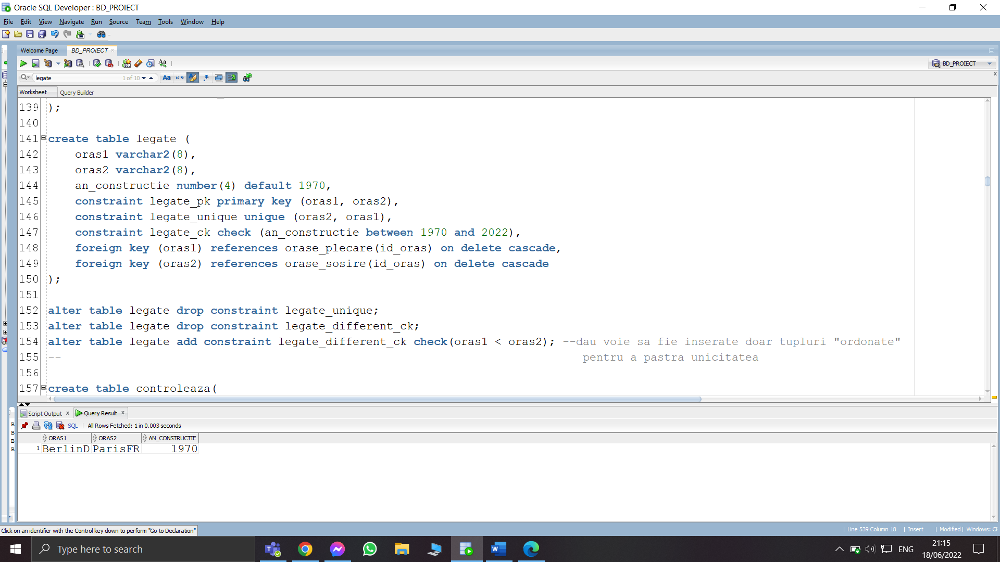 Oracle SQL Developer : BD_PROIECT
File Edit View Navigate Run Source Team Tools Window Help
Welcome Page BD_PROIECT
BD_PROIECT
legate 1 of 10
Worksheet Query Builder
139 );
140
141 create table legate (
142 oras1 varchar2(8),
143 oras2 varchar2(8),
144 an_constructie number(4) default 1970,
145 constraint legate_pk primary key (oras1, oras2),
146 constraint legate_unique unique (oras2, oras1),
147 constraint legate_ck check (an_constructie between 1970 and 2022),
148 foreign key (oras1) references orase_plecare(id_oras) on delete cascade,
149 foreign key (oras2) references orase_sosire(id_oras) on delete cascade
150 );
151
152 alter table legate drop constraint legate_unique;
153 alter table legate drop constraint legate_different_ck;
154 alter table legate add constraint legate_different_ck check(oras1 < oras2); --dau voie sa fie inserate doar tupluri "ordonate"
155 -- pentru a pastra unicitatea
156
157 create table controleaza(
Script Output x Query Result x
SQL | All Rows Fetched: 1 in 0.003 seconds
ORAS1 ORAS2 AN_CONSTRUCTIE
1 BerlinD ParisFR 1970
Click on an identifier with the Control key down to perform "Go to Declaration"
| Line 539 Column 18 | Insert | Modified | Windows:
Type here to search
ENG
21:15
18/06/2022